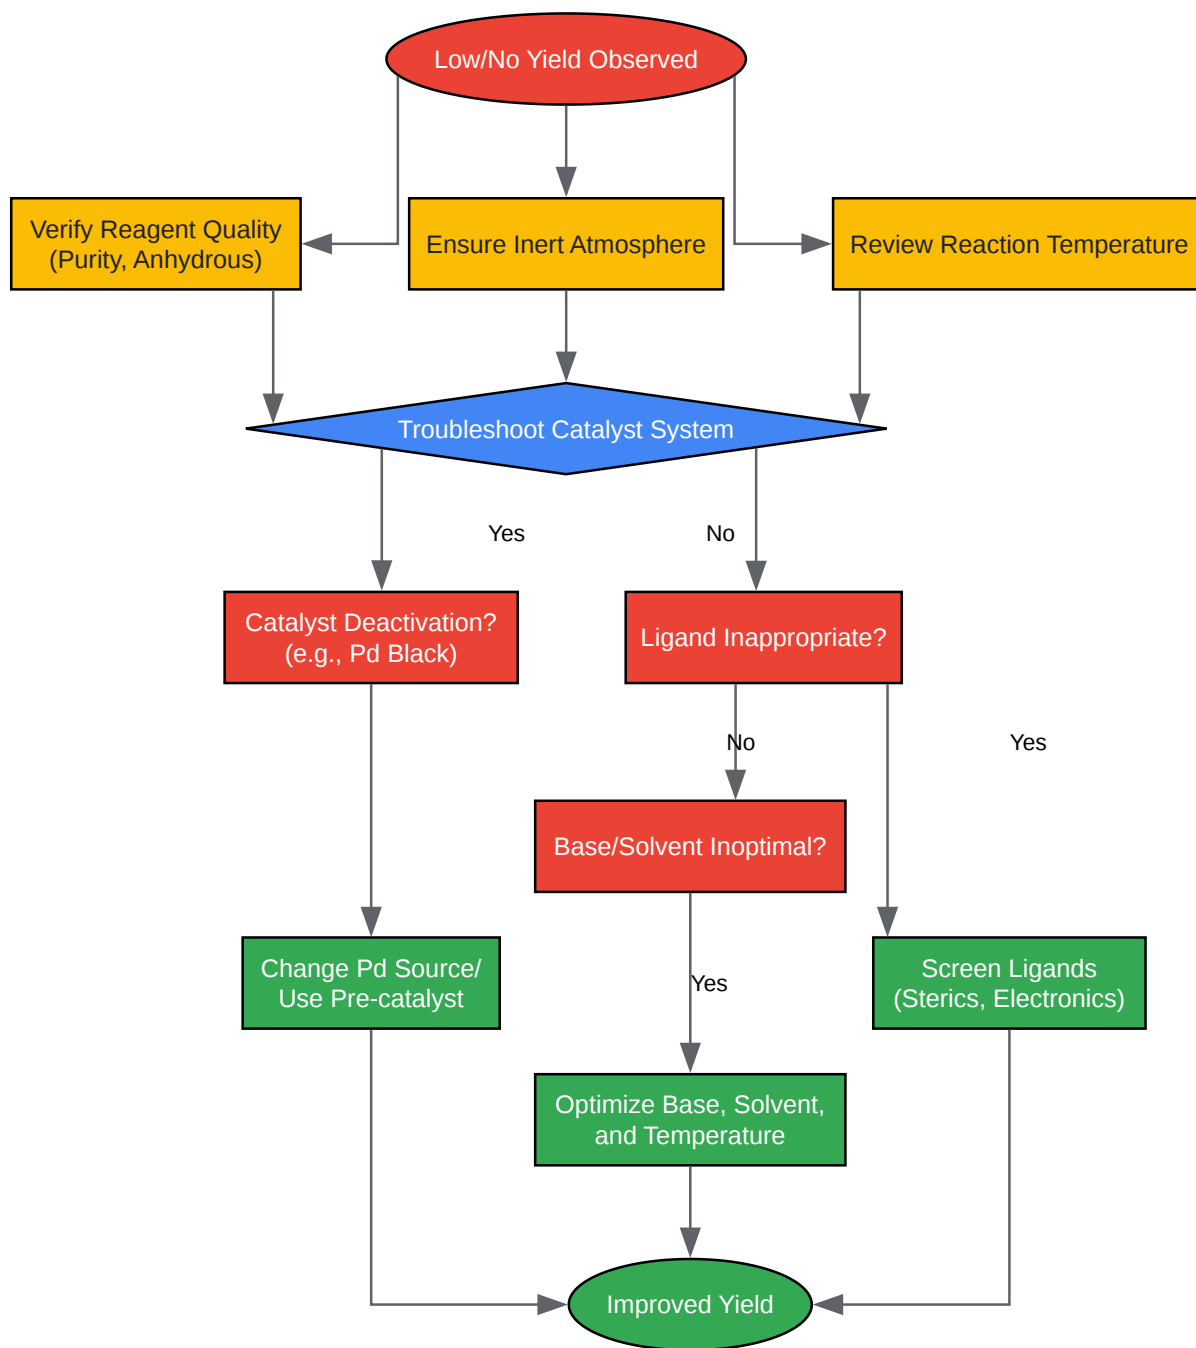 Low/No Yield Observed
Verify Reagent Quality
(Purity, Anhydrous)
Ensure Inert Atmosphere
Review Reaction Temperature
Troubleshoot Catalyst System
Yes
No
Catalyst Deactivation?
(e.g., Pd Black)
Ligand Inappropriate?
No
Yes
Base/Solvent Inoptimal?
Change Pd Source/
Use Pre-catalyst
Screen Ligands
(Sterics, Electronics)
Yes
Optimize Base, Solvent,
and Temperature
Improved Yield